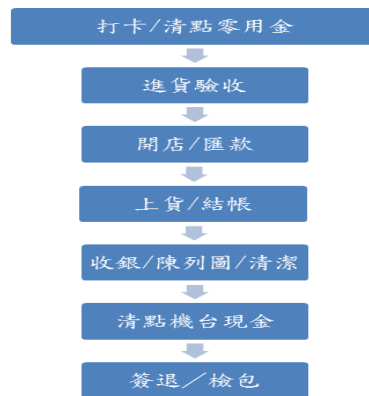 打卡/清點零用金
進貨驗收
開店/匯款
上貨/結帳
收銀/陳列圖/清潔
清點機台現金
簽退／檢包